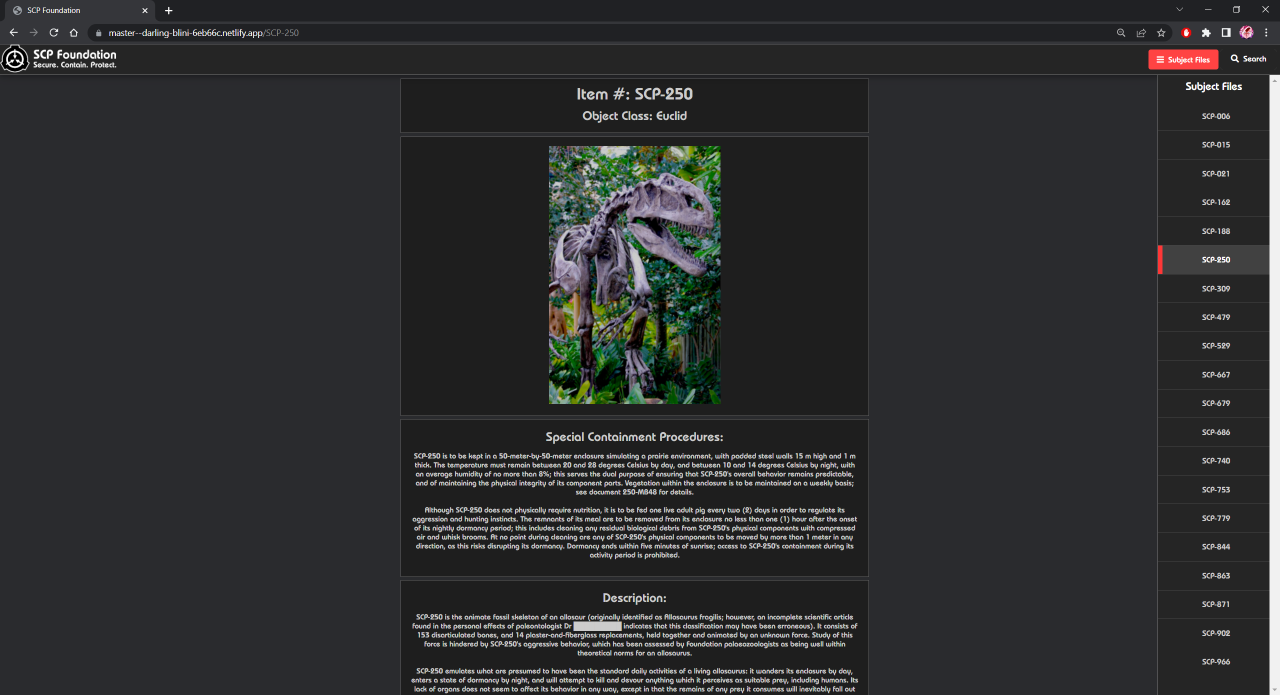 SCP Foundation
master--darling-blini-6eb66c.netlify.app/SCP-250
SCP Foundation
Secure. Contain. Protect.
Subject Files
Search
Item #: SCP-250
Object Class: Euclid
Special Containment Procedures:
SCP-250 is to be kept in a 50-meter-by-50-meter enclosure simulating a prairie environment, with padded steel walls 15 m high and 1 m
thick. The temperature must remain between 20 and 28 degrees Celsius by day, and between 10 and 14 degrees Celsius by night, with
an average humidity of no more than 8%; this serves the dual purpose of ensuring that SCP-250's overall behavior remains predictable,
and of maintaining the physical integrity of its component parts. Vegetation within the enclosure is to be maintained on a weekly basis;
see document 250-MB48 for details.
Although SCP-250 does not physically require nutrition, it is to be fed one live adult pig every two (2) days in order to regulate its
aggression and hunting instincts. The remnants of its meal are to be removed from its enclosure no less than one (1) hour after the onset
of its nightly dormancy period; this includes cleaning any residual biological debris from SCP-250's physical components with compressed
air and whisk brooms. At no point during cleaning are any of SCP-250's physical components to be moved by more than 1 meter in any
direction, as this risks disrupting its dormancy. Dormancy ends within five minutes of sunrise; access to SCP-250's containment during its
activity period is prohibited.
Description:
SCP-250 is the animate fossil skeleton of an allosaur (originally identified as Allosaurus fragilis; however, an incomplete scientific article
found in the personal effects of paleontologist Dr indicates that this classification may have been erroneous). It consists of
153 disarticulated bones, and 14 plaster-and-fiberglass replacements, held together and animated by an unknown force. Study of this
force is hindered by SCP-250's aggressive behavior, which has been assessed by Foundation palaeozoologists as being well within
theoretical norms for an allosaurus.
SCP-250 emulates what are presumed to have been the standard daily activities of a living allosaurus: it wanders its enclosure by day,
enters a state of dormancy by night, and will attempt to kill and devour anything which it perceives as suitable prey, including humans. Its
lack of organs does not seem to affect its behavior in any way, except in that the remains of any prey it consumes will inevitably fall out
Subject Files
SCP-006
SCP-015
SCP-021
SCP-162
SCP-188
SCP-250
SCP-309
SCP-479
SCP-529
SCP-667
SCP-679
SCP-686
SCP-740
SCP-753
SCP-779
SCP-844
SCP-863
SCP-871
SCP-902
SCP-966